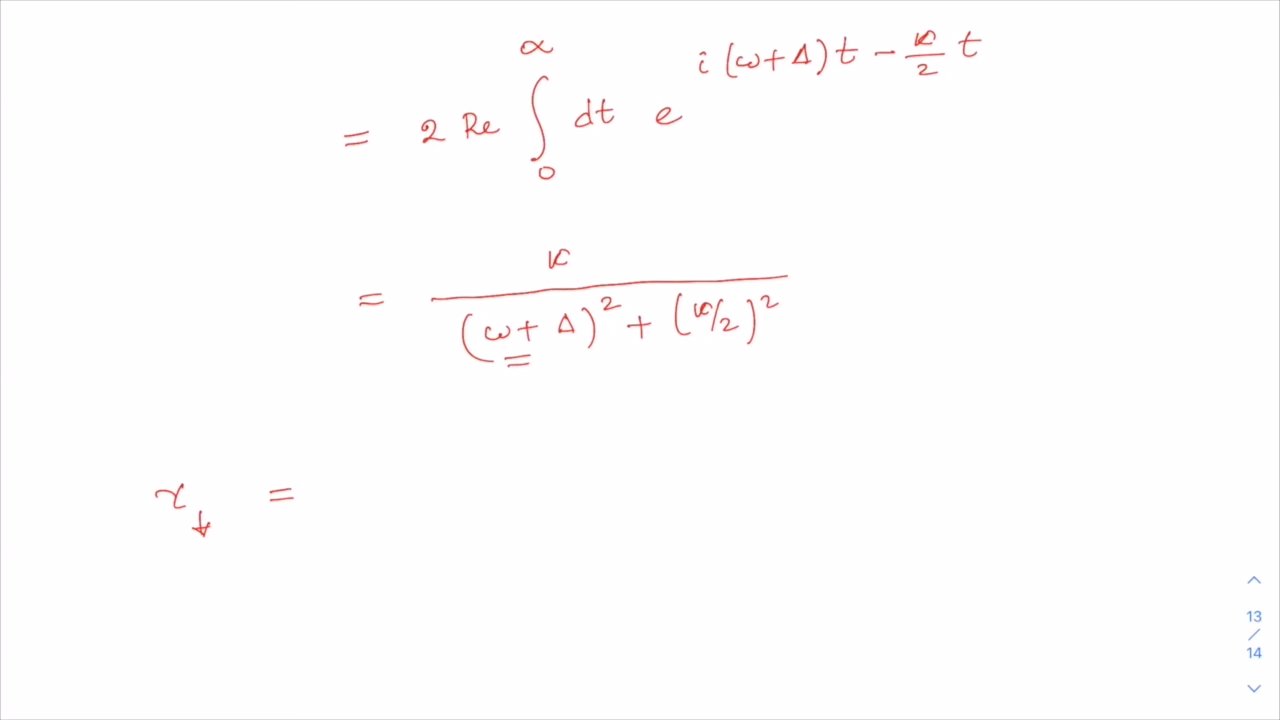 = 2 Re ∫₀^∝ dt e^{i(ω+Δ)t − κ/2 t}
= κ / ((ω+Δ)² + (κ/2)²)
r↓ =
13
/
14